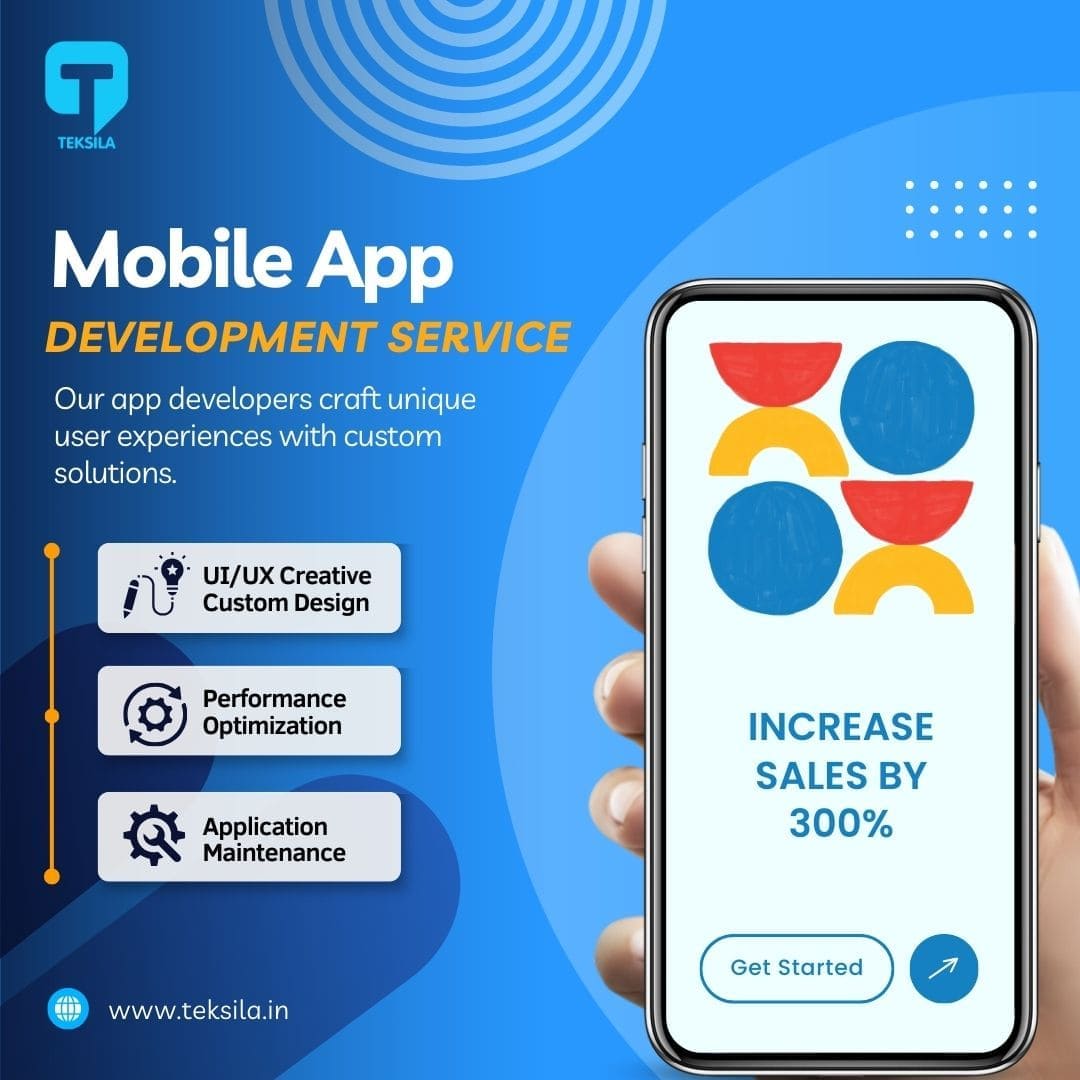 TEKSILA
Mobile App
DEVELOPMENT SERVICE
Our app developers craft unique
user experiences with custom
solutions.
UI/UX Creative
Custom Design
Performance
Optimization
Application
Maintenance
www.teksila.in
INCREASE
SALES BY
300%
Get Started